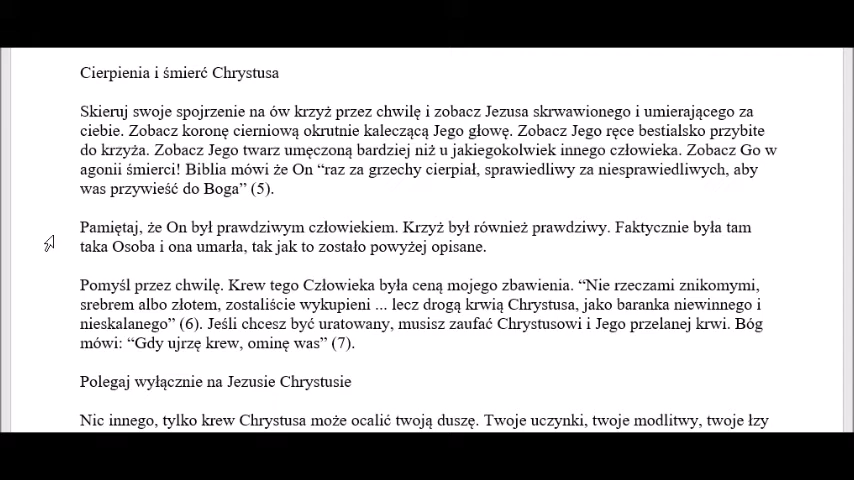 Cierpienia i śmierć Chrystusa
Skieruj swoje spojrzenie na ów krzyż przez chwilę i zobacz Jezusa skrwawionego i umierającego za
ciebie. Zobacz koronę cierniową okrutnie kaleczącą Jego głowę. Zobacz Jego ręce bestialsko przybite
do krzyża. Zobacz Jego twarz umęczoną bardziej niż u jakiegokolwiek innego człowieka. Zobacz Go w
agonii śmierci! Biblia mówi że On “raz za grzechy cierpiał, sprawiedliwy za niesprawiedliwych, aby
was przywieść do Boga” (5).
Pamiętaj, że On był prawdziwym człowiekiem. Krzyż był również prawdziwy. Faktycznie była tam
taka Osoba i ona umarła, tak jak to zostało powyżej opisane.
Pomyśl przez chwilę. Krew tego Człowieka była ceną mojego zbawienia. “Nie rzeczami znikomymi,
srebrem albo złotem, zostaliście wykupieni ... lecz drogą krwią Chrystusa, jako baranka niewinnego i
nieskalanego” (6). Jeśli chcesz być uratowany, musisz zaufać Chrystusowi i Jego przelanej krwi. Bóg
mówi: “Gdy ujrzę krew, ominę was” (7).
Polegaj wyłącznie na Jezusie Chrystusie
Nic innego, tylko krew Chrystusa może ocalić twoją duszę. Twoje uczynki, twoje modlitwy, twoje łzy